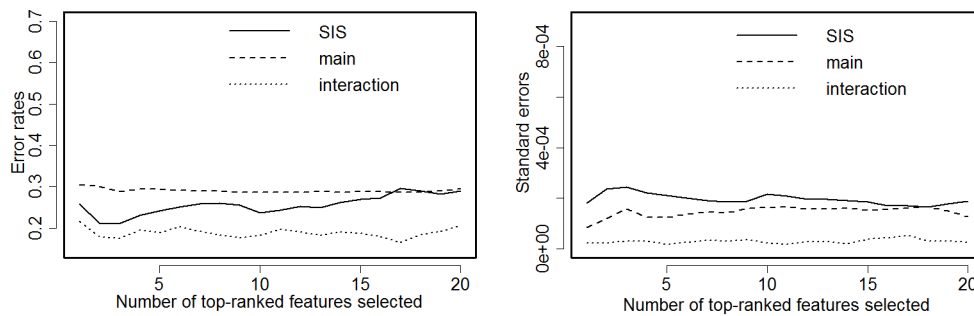 SIS
main
interaction
Error rates
0.7
0.6
0.5
0.4
0.3
0.2
5
10
15
20
Number of top-ranked features selected
SIS
main
interaction
Standard errors
8e-04
4e-04
0e+00
5
10
15
20
Number of top-ranked features selected